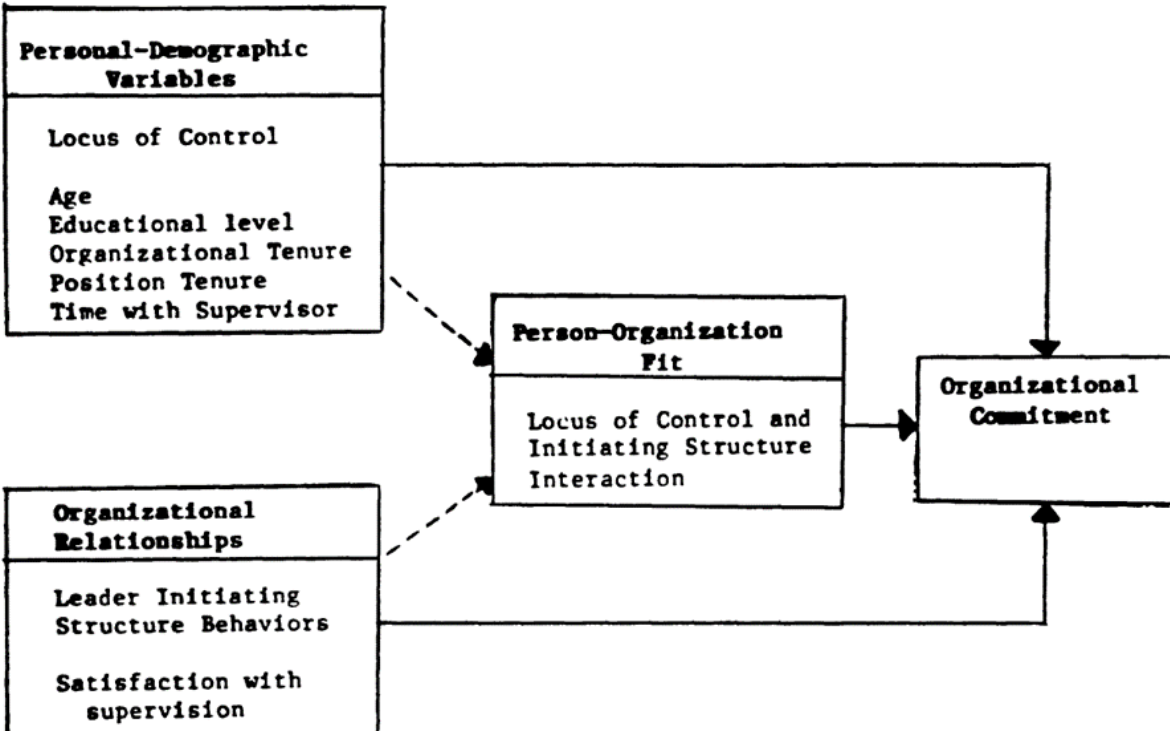 Personal-Demographic
Variables
Locus of Control
Age
Educational level
Organizational Tenure
Position Tenure
Time with Supervisor
Person-Organization
Fit
Locus of Control and
Initiating Structure
Interaction
Organizational
Commitment
Organizational
Relationships
Leader Initiating
Structure Behaviors
Satisfaction with
supervision